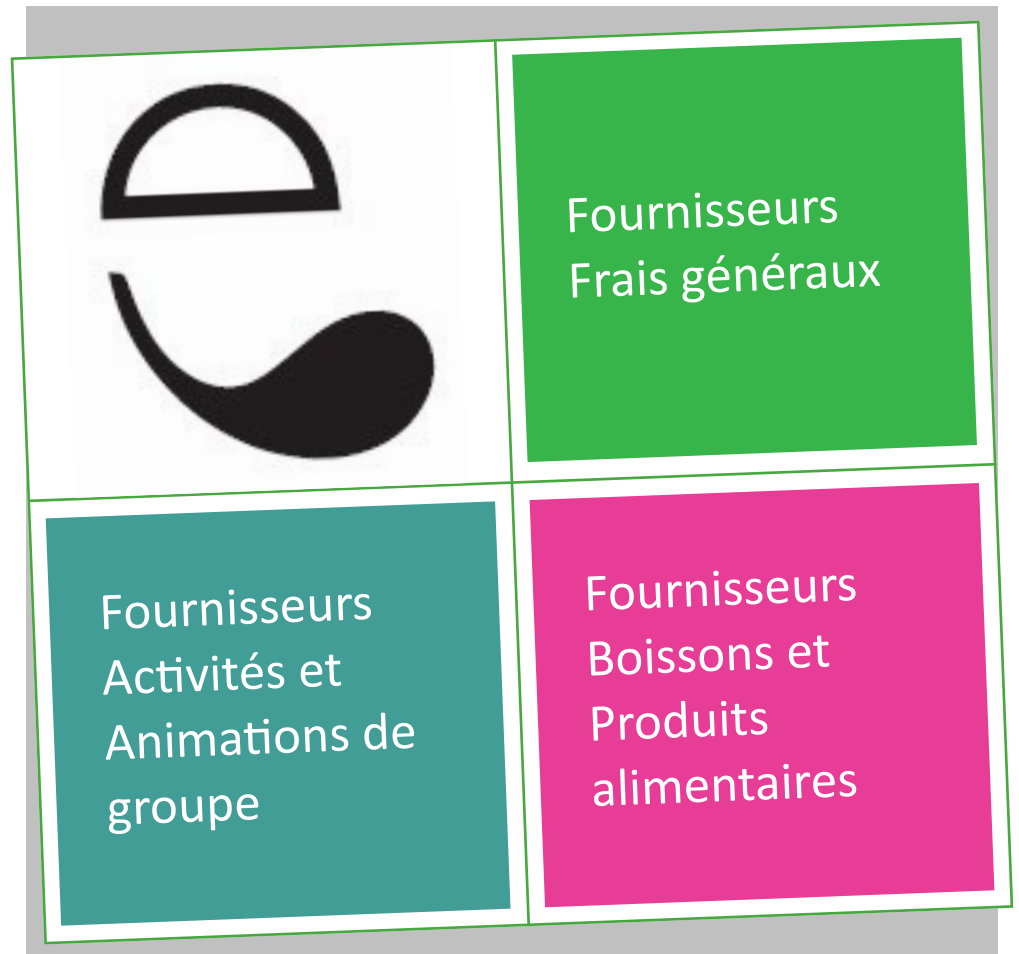 Fournisseurs
Frais généraux
Fournisseurs
Activités et
Animations de
groupe
Fournisseurs
Boissons et
Produits
alimentaires